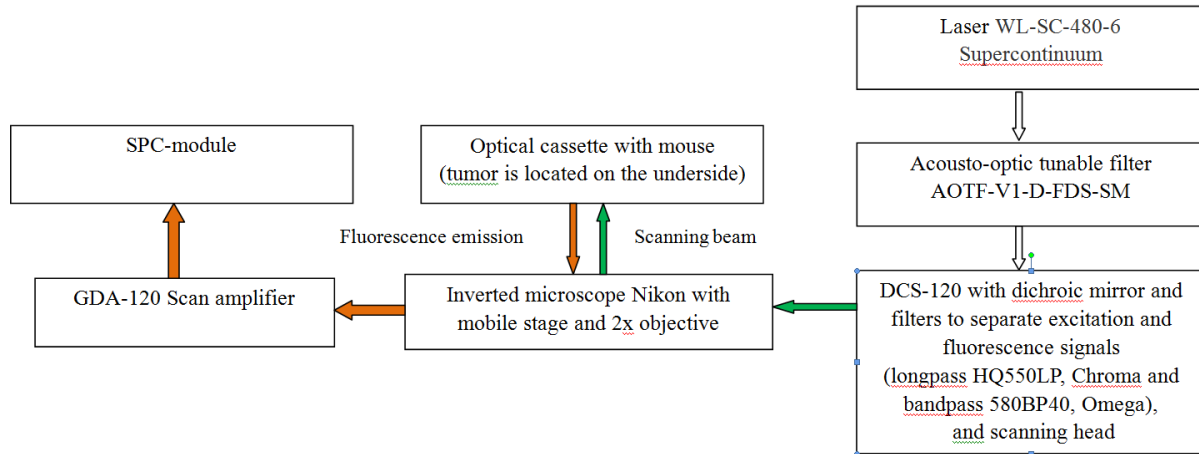 Laser WL-SC-480-6
Supercontinuum
SPC-module
Optical cassette with mouse
(tumor is located on the underside)
Acousto-optic tunable filter
AOTF-V1-D-FDS-SM
Fluorescence emission
Scanning beam
GDA-120 Scan amplifier
Inverted microscope Nikon with
mobile stage and 2x objective
DCS-120 with dichroic mirror and
filters to separate excitation and
fluorescence signals
(longpass HQ550LP, Chroma and
bandpass 580BP40, Omega),
and scanning head